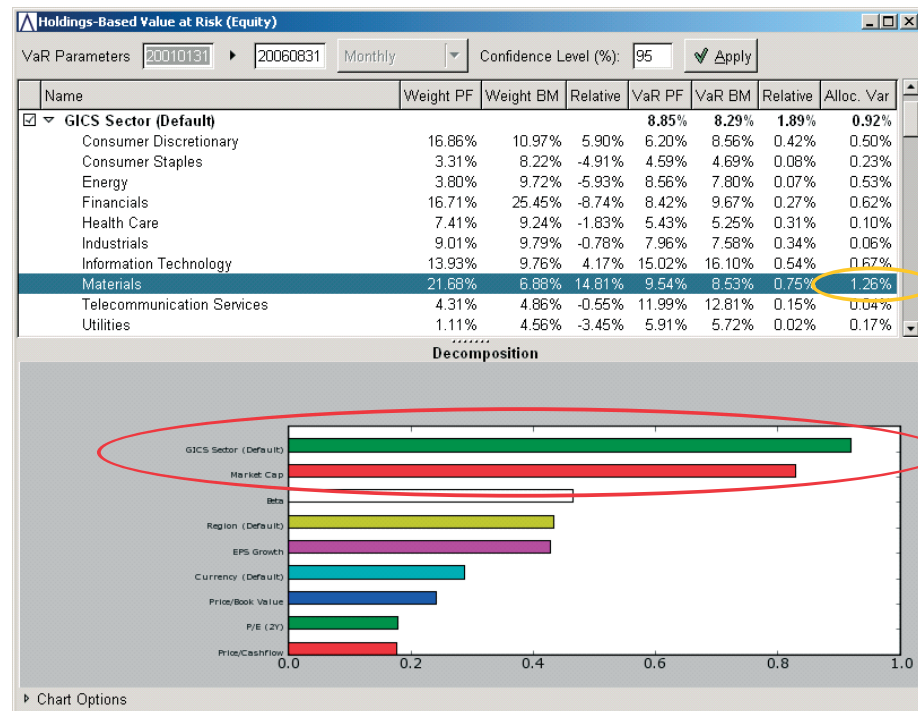 Holdings-Based Value at Risk (Equity)
VaR Parameters 20010131 20060831 Monthly Confidence Level (%): 95 Apply
Name Weight PF Weight BM Relative VaR PF VaR BM Relative Alloc. Var
GICS Sector (Default) 8.85% 8.29% 1.89% 0.92%
Consumer Discretionary 16.86% 10.97% 5.90% 6.20% 8.56% 0.42% 0.50%
Consumer Staples 3.31% 8.22% -4.91% 4.59% 4.69% 0.08% 0.23%
Energy 3.80% 9.72% -5.93% 8.56% 7.80% 0.07% 0.53%
Financials 16.71% 25.45% -8.74% 8.42% 9.67% 0.27% 0.62%
Health Care 7.41% 9.24% -1.83% 5.43% 5.25% 0.31% 0.10%
Industrials 9.01% 9.79% -0.78% 7.96% 7.58% 0.34% 0.06%
Information Technology 13.93% 9.76% 4.17% 15.02% 16.10% 0.54% 0.67%
Materials 21.68% 6.88% 14.81% 9.54% 8.53% 0.75% 1.26%
Telecommunication Services 4.31% 4.86% -0.55% 11.99% 12.81% 0.15% 0.04%
Utilities 1.11% 4.56% -3.45% 5.91% 5.72% 0.02% 0.17%
Decomposition
GICS Sector (Default)
Market Cap
Beta
Region (Default)
EPS Growth
Currency (Default)
Price/Book Value
P/E (2Y)
Price/Cashflow
0.0 0.2 0.4 0.6 0.8 1.0
Chart Options